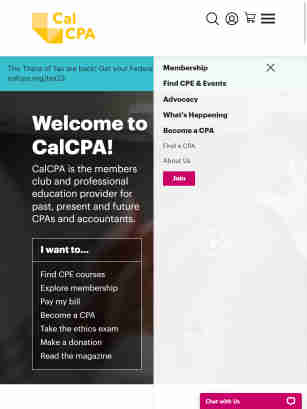 Cal
CPA
The Titans of Tax are back! Get your Federa
calcpa.org/tax23
Membership
Find CPE & Events
Advocacy
What's Happening
Become a CPA
Find a CPA
About Us
Join
Welcome to
CalCPA!
CalCPA is the members
club and professional
education provider for
past, present and future
CPAs and accountants.
I want to...
Find CPE courses
Explore membership
Pay my bill
Become a CPA
Take the ethics exam
Make a donation
Read the magazine
Chat with Us